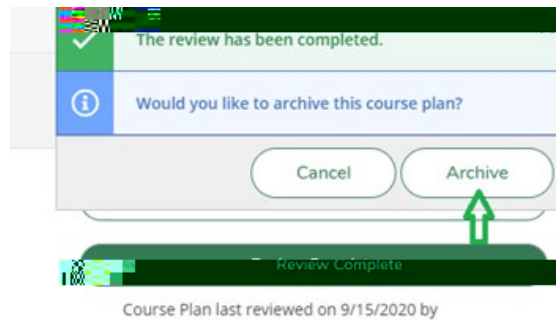 The review has been completed.
Would you like to archive this course plan?
Cancel Archive
Review Complete
Course Plan last reviewed on 9/15/2020 by